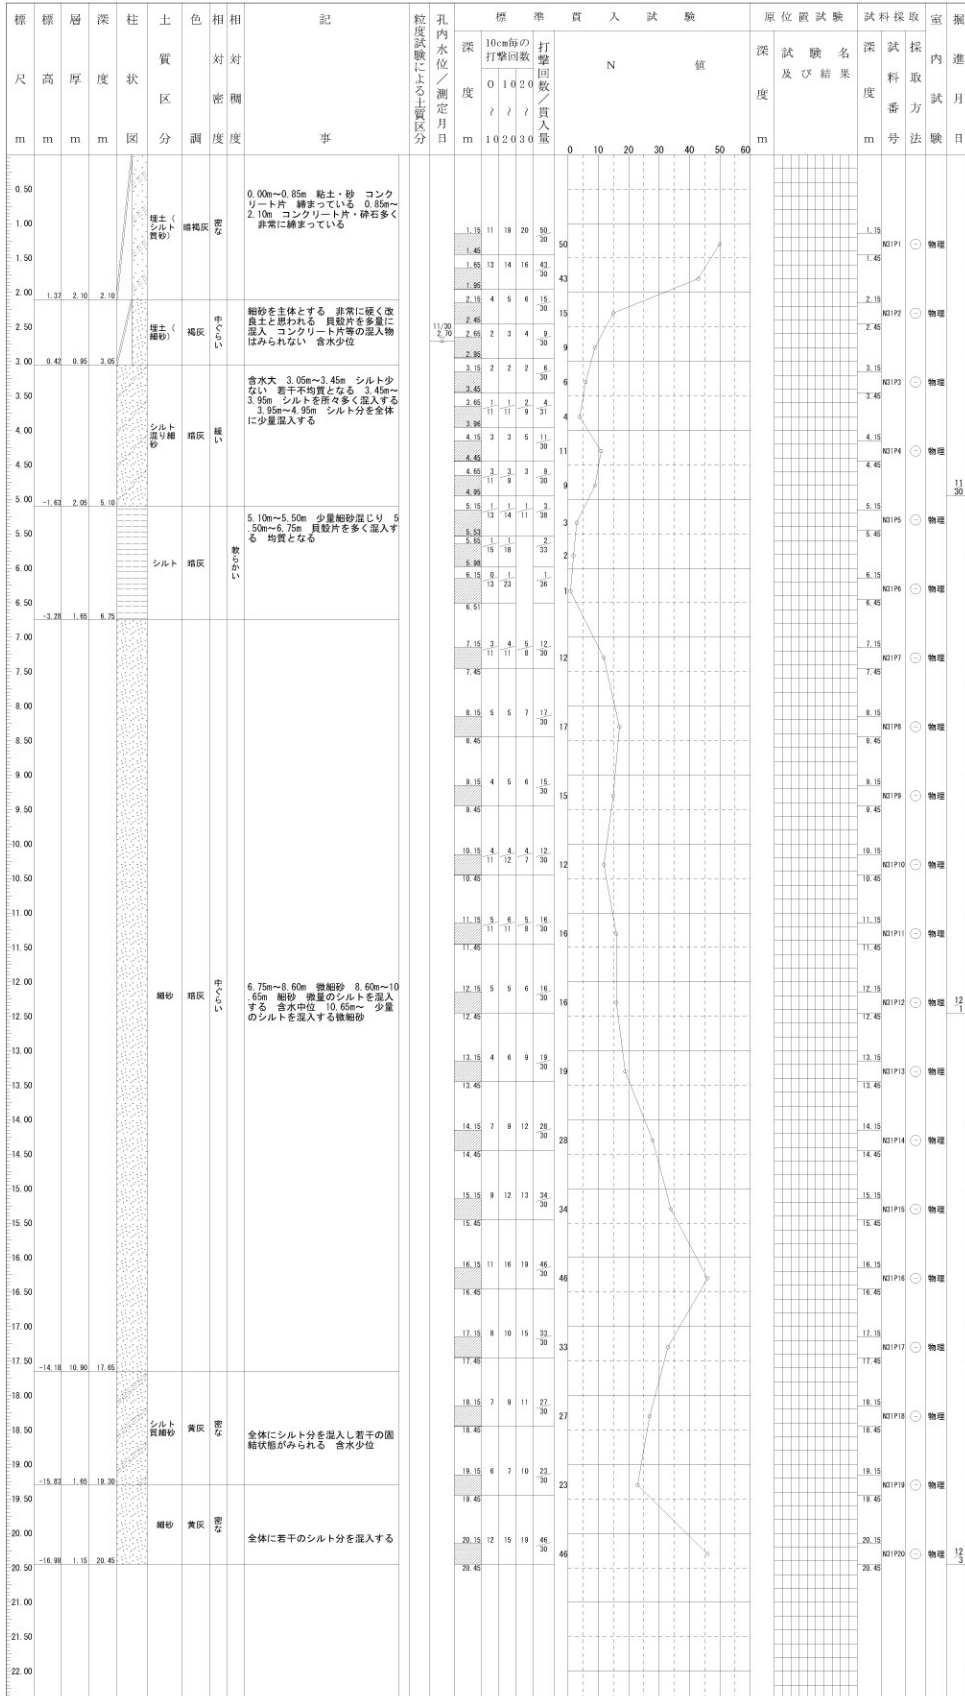 標尺 m
標高 m
層厚 m
深度 m
柱状図
土質区分
色調
相対密度
相対稠度
記事
粒度試験による土質区分
孔内水位／測定月日
標準貫入試験
深度 m
10cm毎の
打撃回数
0 10 20
〜 〜 〜
10 20 30
打撃回数／貫入量
N 値
0 10 20 30 40 50 60
原位置試験
深度 m
試験名
及び結果
試料採取
深度 m
試料番号
採取方法
室内試験
掘進月日
0.50
1.00
1.50
2.00
2.50
3.00
3.50
4.00
4.50
5.00
5.50
6.00
6.50
7.00
7.50
8.00
8.50
9.00
9.50
10.00
10.50
11.00
11.50
12.00
12.50
13.00
13.50
14.00
14.50
15.00
15.50
16.00
16.50
17.00
17.50
18.00
18.50
19.00
19.50
20.00
20.50
21.00
21.50
22.00
1.37 2.10 2.10
埋土（
シルト
質砂）
暗褐灰
密な
0.00m〜0.85m 粘土・砂 コンク
リート片 締まっている 0.85m〜
2.10m コンクリート片・砕石多く
非常に締まっている
0.42 0.95 3.05
埋土（
細砂）
褐灰
中ぐらい
細砂を主体とする 非常に硬く改
良土と思われる 貝殻片を多量に
混入 コンクリート片等の混入物
はみられない 含水少位
11/30
2.70
-1.63 2.05 5.10
シルト
混り細
砂
暗灰
緩い
含水大 3.05m〜3.45m シルト少
ない 若干不均質となる 3.45m〜
3.95m シルトを所々多く混入する
3.95m〜4.95m シルト分を全体
に少量混入する
-3.28 1.65 6.75
シルト
暗灰
軟らかい
5.10m〜5.50m 少量細砂混じり 5
.50m〜6.75m 貝殻片を多く混入す
る 均質となる
-14.18 10.90 17.65
細砂
暗灰
中ぐらい
6.75m〜8.60m 微細砂 8.60m〜10
.65m 細砂 微量のシルトを混入
する 含水中位 10.65m〜 少量
のシルトを混入する微細砂
-15.83 1.65 19.30
シルト
質細砂
黄灰
密な
全体にシルト分を混入し若干の固
結状態がみられる 含水少位
-16.98 1.15 20.45
細砂
黄灰
密な
全体に若干のシルト分を混入する
1.15 11 19 20 50/30 50
1.45
1.65 13 14 16 43/30 43
1.95
2.15 4 5 6 15/30 15
2.45
2.65 2 3 4 9/30 9
2.95
3.15 2 2 2 6/30 6
3.45
3.65 1/11 1/11 2/9 4/31 4
3.96
4.15 3 3 5 11/30 11
4.45
4.65 3/11 3/9 3 9/30 9
4.95
5.15 1/13 1/14 1/11 3/38 3
5.53
5.65 1/15 1/18 2/33 2
5.98
6.15 0/13 1/23 1/36 1
6.51
7.15 3/11 4/11 5/8 12/30 12
7.45
8.15 5 5 7 17/30 17
8.45
9.15 4 5 6 15/30 15
9.45
10.15 4/11 4/12 4/7 12/30 12
10.45
11.15 5/11 6/11 5/8 16/30 16
11.45
12.15 5 5 6 16/30 16
12.45
13.15 4 6 9 19/30 19
13.45
14.15 7 9 12 28/30 28
14.45
15.15 9 12 13 34/30 34
15.45
16.15 11 16 19 46/30 46
16.45
17.15 8 10 15 33/30 33
17.45
18.15 7 9 11 27/30 27
18.45
19.15 6 7 10 23/30 23
19.45
20.15 12 15 19 46/30 46
20.45
1.15 N31P1 物理
1.45
2.15 N31P2 物理
2.45
3.15 N31P3 物理
3.45
4.15 N31P4 物理
4.45
11/30
5.15 N31P5 物理
5.45
6.15 N31P6 物理
6.45
7.15 N31P7 物理
7.45
8.15 N31P8 物理
8.45
9.15 N31P9 物理
9.45
10.15 N31P10 物理
10.45
11.15 N31P11 物理
11.45
12.15 N31P12 物理 12/1
12.45
13.15 N31P13 物理
13.45
14.15 N31P14 物理
14.45
15.15 N31P15 物理
15.45
16.15 N31P16 物理
16.45
17.15 N31P17 物理
17.45
18.15 N31P18 物理
18.45
19.15 N31P19 物理
19.45
20.15 N31P20 物理 12/3
20.45